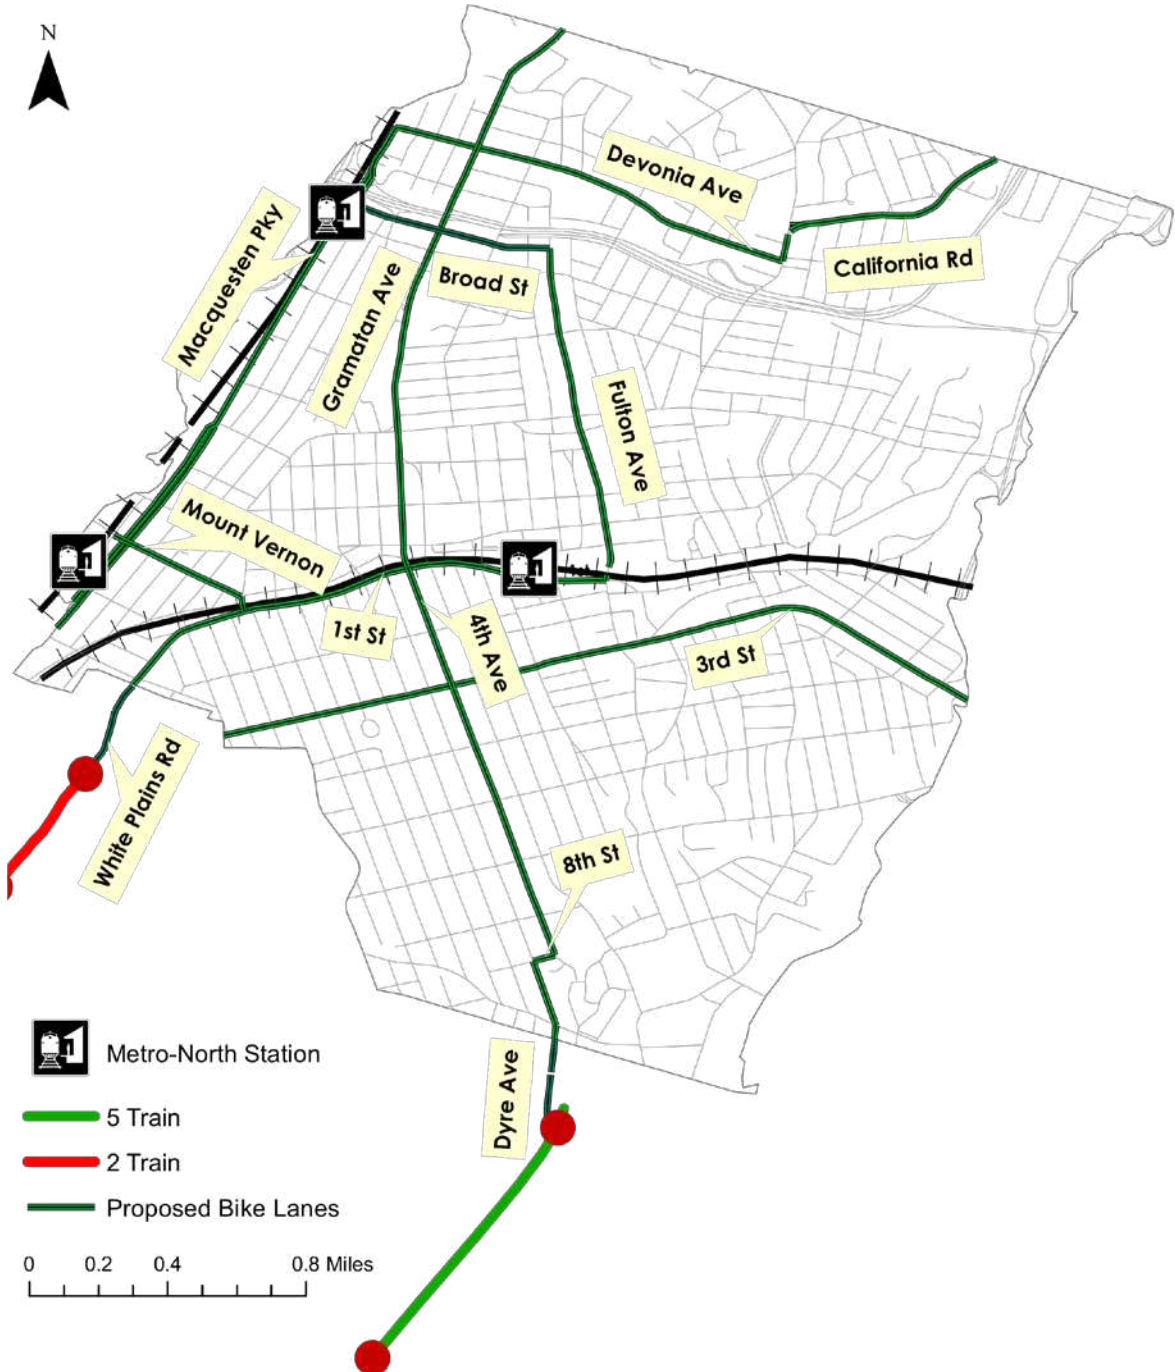 N
Devonia Ave
California Rd
Macquesten Pky
Gramatan Ave
Broad St
Fulton Ave
Mount Vernon
1st St
4th Ave
3rd St
White Plains Rd
8th St
Dyre Ave
Metro-North Station
5 Train
2 Train
Proposed Bike Lanes
0 0.2 0.4 0.8 Miles